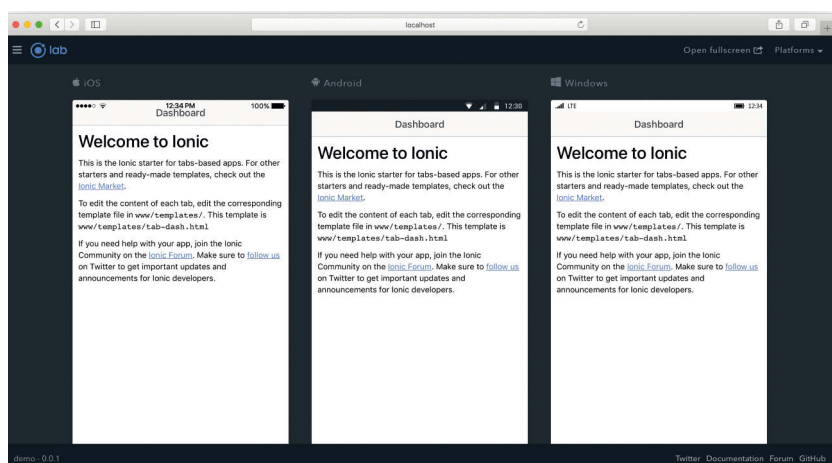 localhost
lab
Open fullscreen
Platforms
iOS
Android
Windows
12:34 PM
100%
Dashboard
Welcome to Ionic
This is the Ionic starter for tabs-based apps. For other
starters and ready-made templates, check out the
Ionic Market.
To edit the content of each tab, edit the corresponding
template file in www/templates/. This template is
www/templates/tab-dash.html
If you need help with your app, join the Ionic
Community on the Ionic Forum. Make sure to follow us
on Twitter to get important updates and
announcements for Ionic developers.
12:30
Dashboard
Welcome to Ionic
This is the Ionic starter for tabs-based apps. For other
starters and ready-made templates, check out the
Ionic Market.
To edit the content of each tab, edit the corresponding
template file in www/templates/. This template is
www/templates/tab-dash.html
If you need help with your app, join the Ionic
Community on the Ionic Forum. Make sure to follow us
on Twitter to get important updates and
announcements for Ionic developers.
LTE
12:34
Dashboard
Welcome to Ionic
This is the Ionic starter for tabs-based apps. For other
starters and ready-made templates, check out the
Ionic Market.
To edit the content of each tab, edit the corresponding
template file in www/templates/. This template is
www/templates/tab-dash.html
If you need help with your app, join the Ionic
Community on the Ionic Forum. Make sure to follow us
on Twitter to get important updates and
announcements for Ionic developers.
demo - 0.0.1
Twitter Documentation Forum GitHub